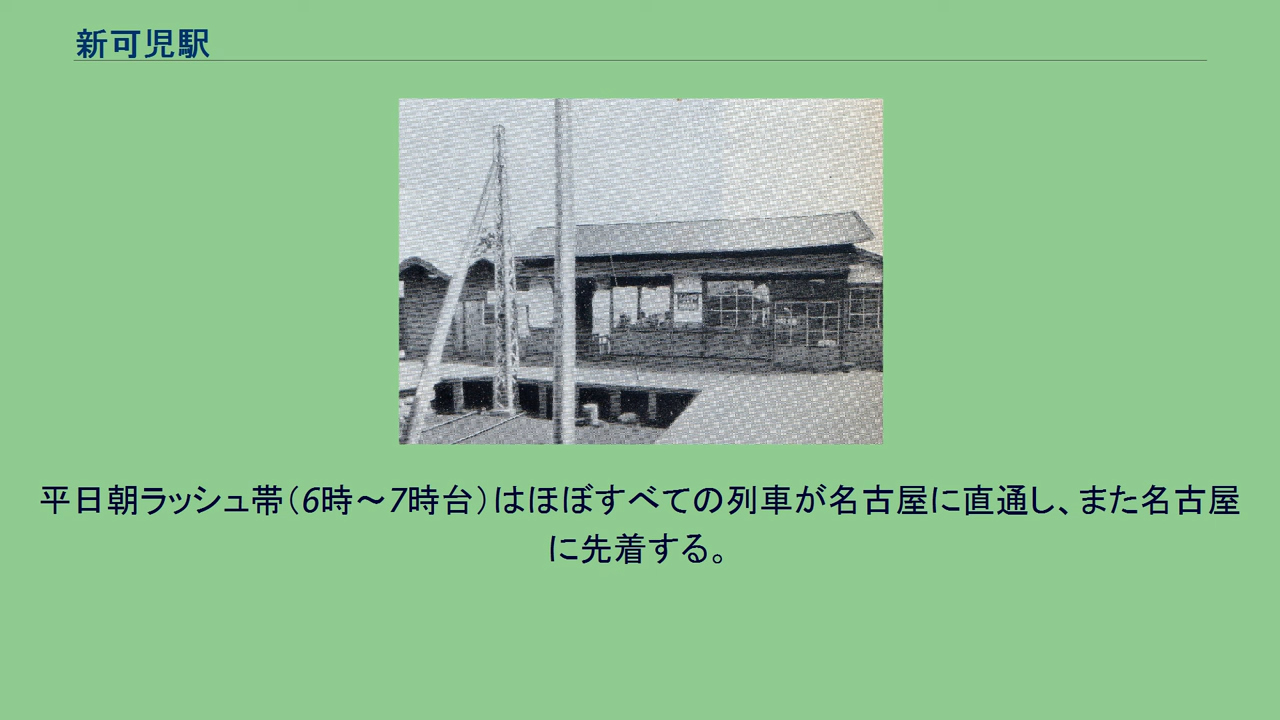 新可児駅
平日朝ラッシュ帯（6時～7時台）はほぼすべての列車が名古屋に直通し、また名古屋
に先着する。